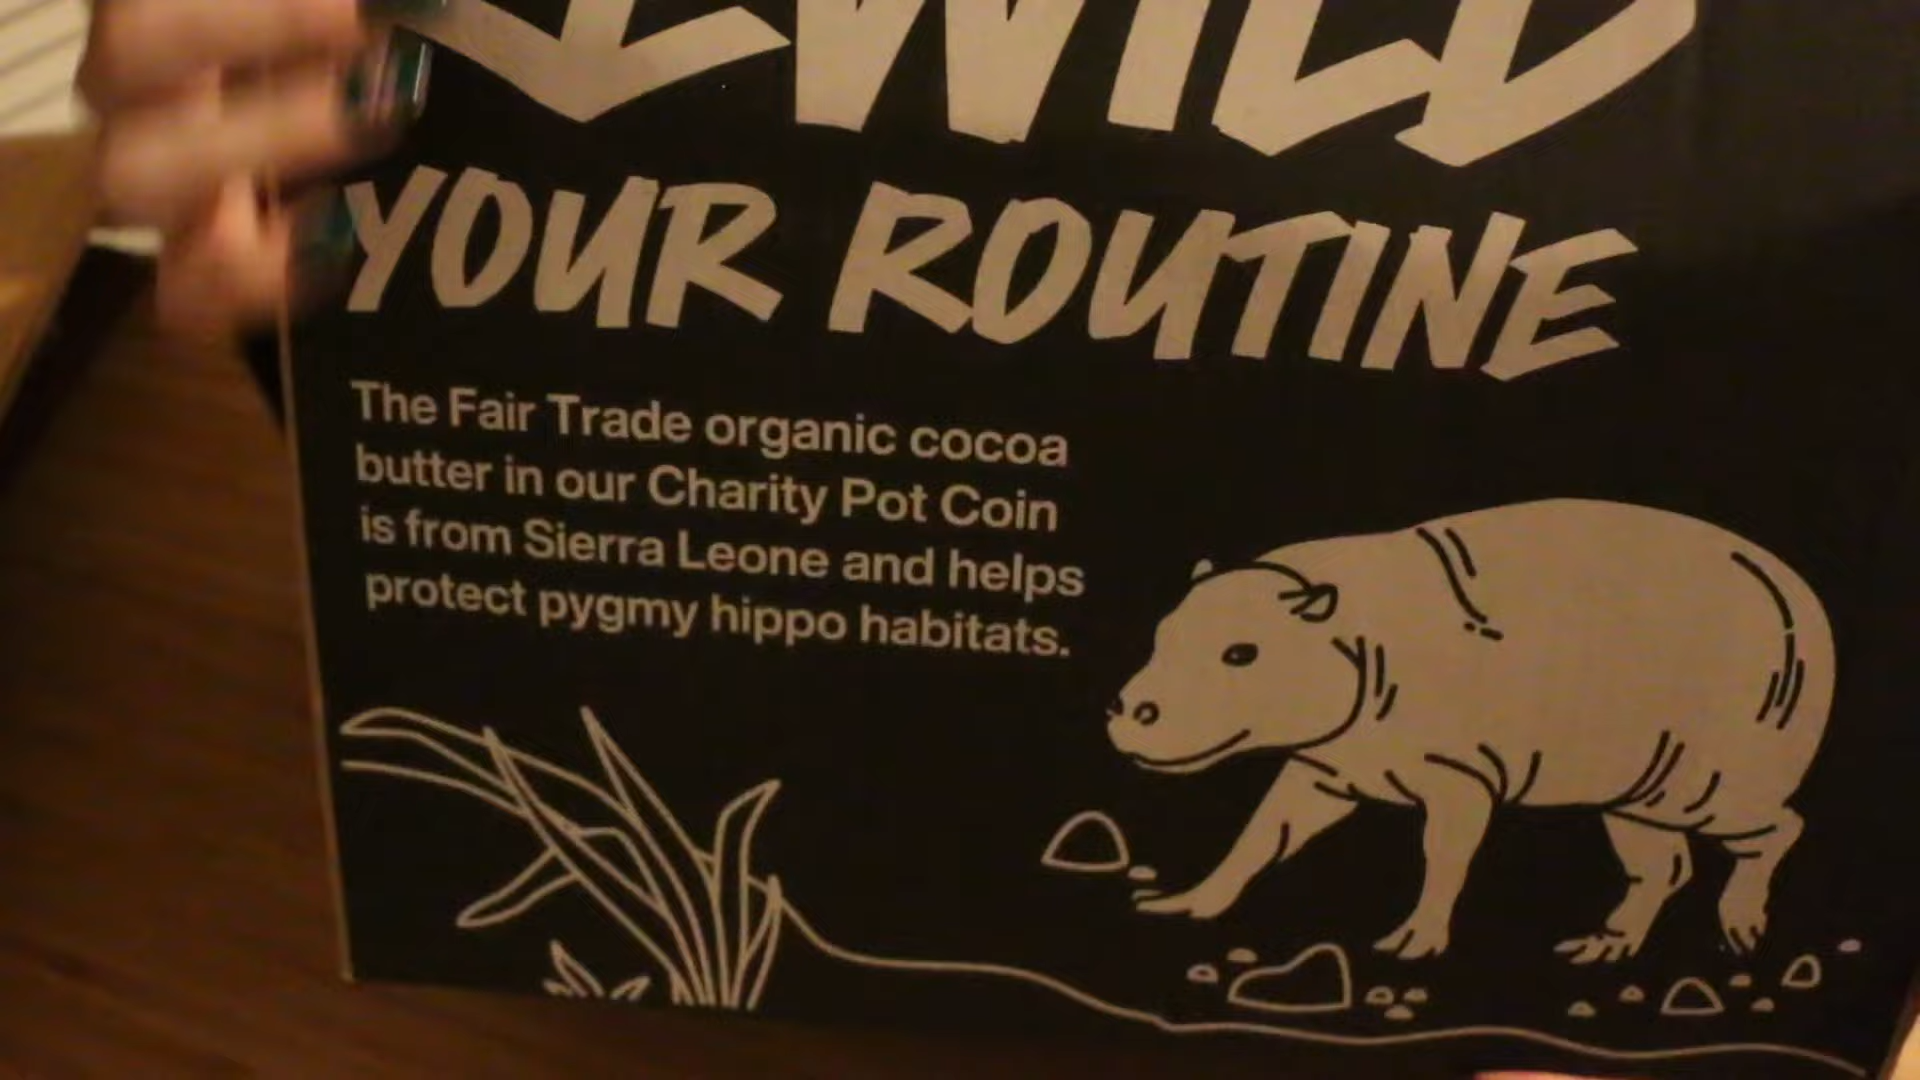 EWILD
YOUR ROUTINE
The Fair Trade organic cocoa
butter in our Charity Pot Coin
is from Sierra Leone and helps
protect pygmy hippo habitats.